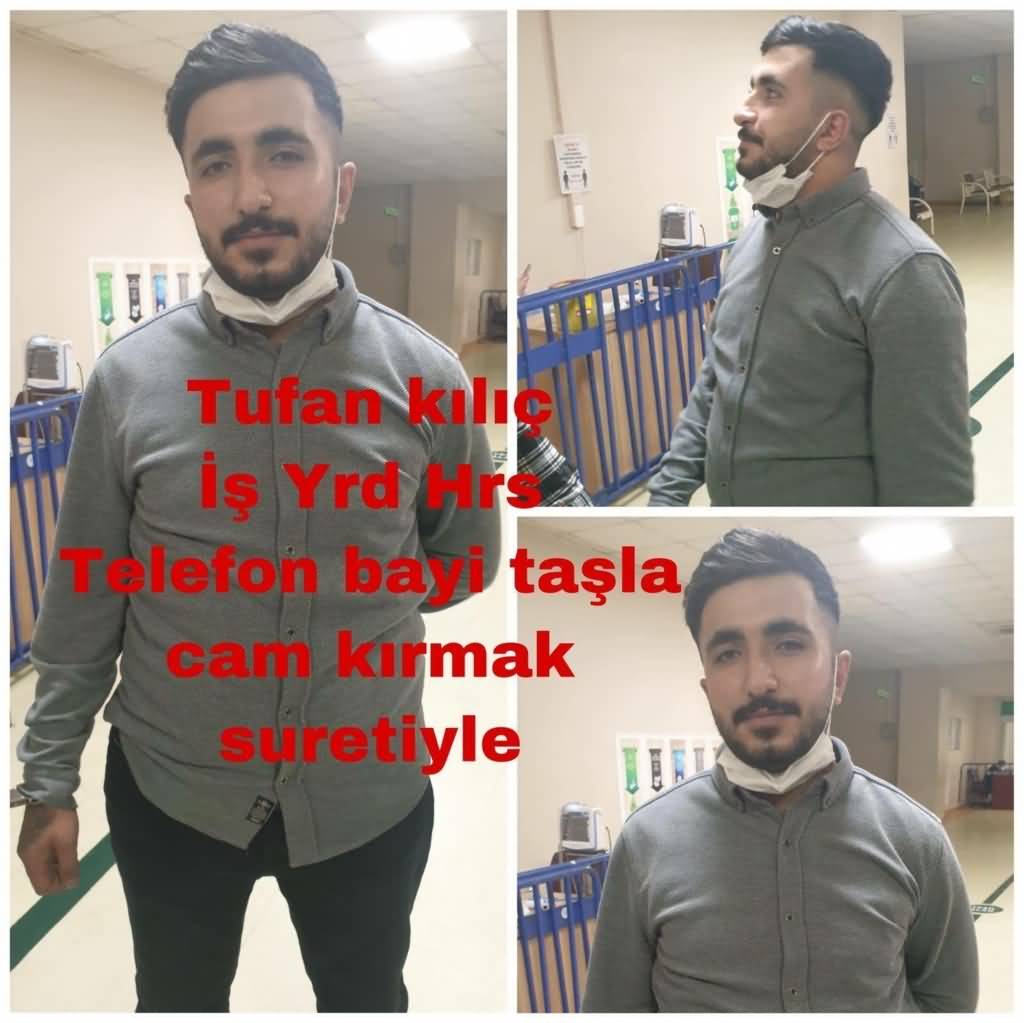 Tufan kılıç
İş Yrd Hrs
Telefon bayi taşla
cam kırmak
suretiyle